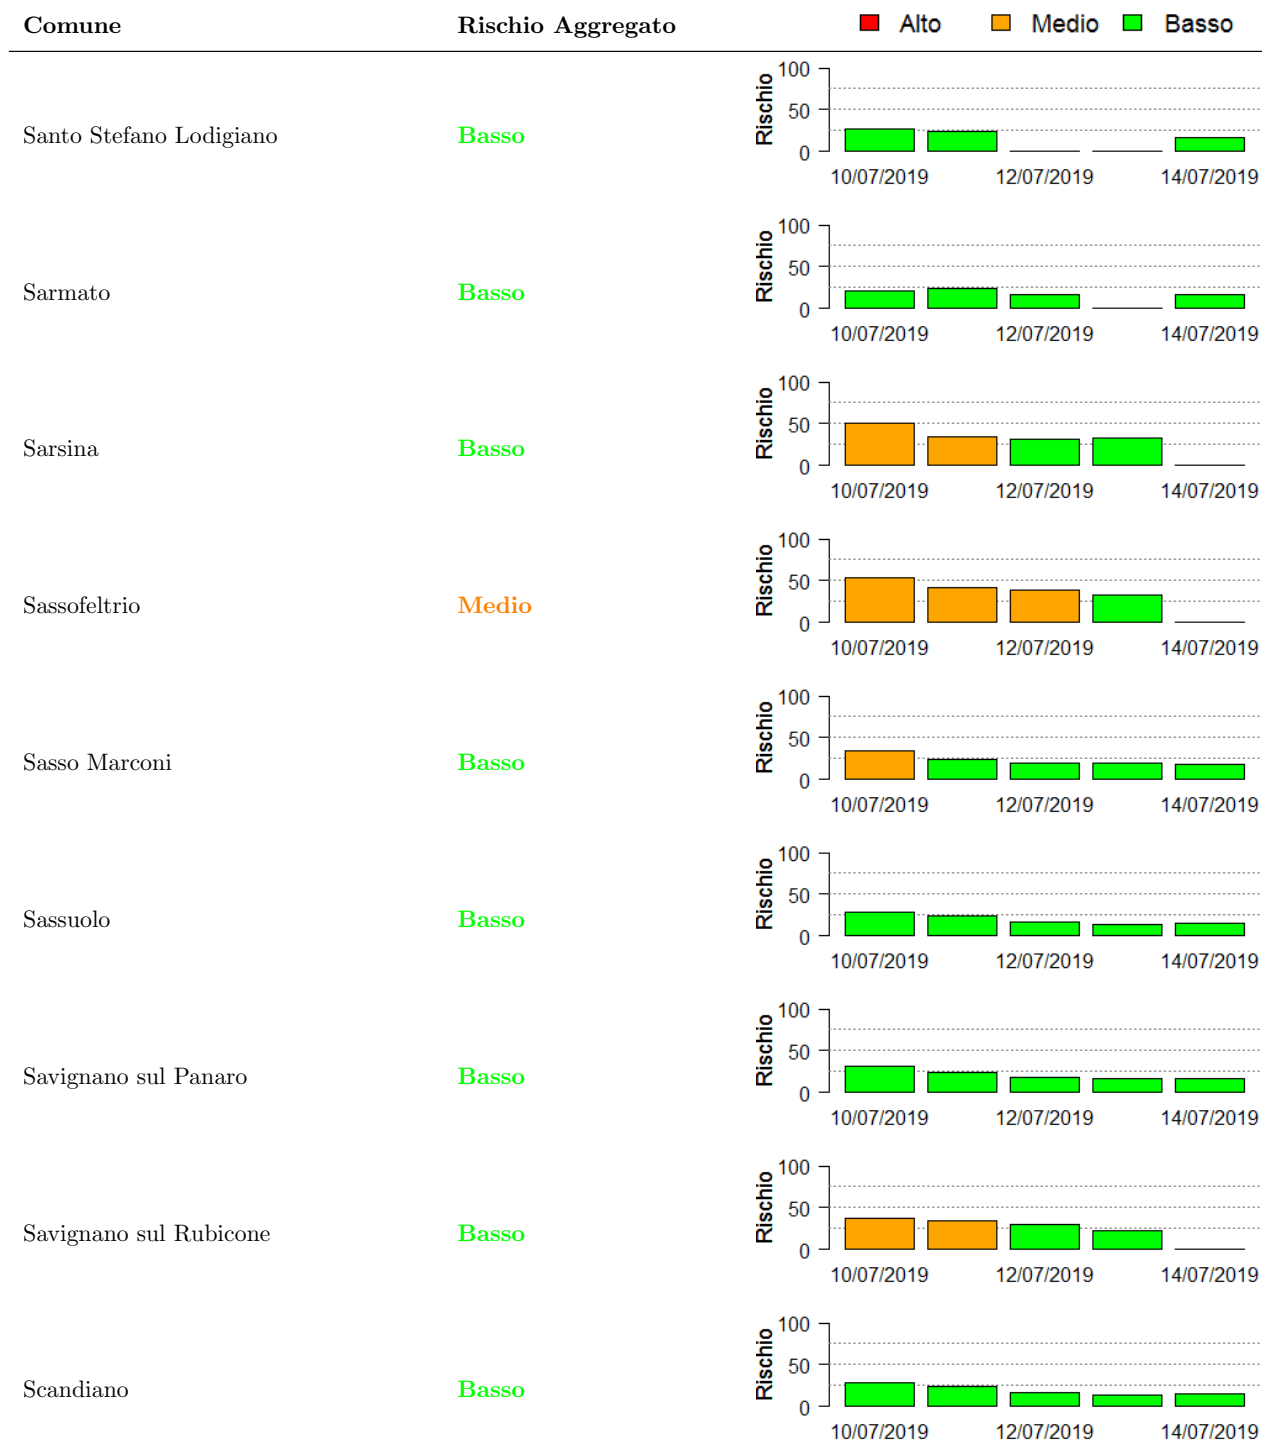 Comune Rischio Aggregato Alto Medio Basso
Santo Stefano Lodigiano Basso Rischio 100 50 0
10/07/2019 12/07/2019 14/07/2019
Sarmato Basso Rischio 100 50 0
10/07/2019 12/07/2019 14/07/2019
Sarsina Basso Rischio 100 50 0
10/07/2019 12/07/2019 14/07/2019
Sassofeltrio Medio Rischio 100 50 0
10/07/2019 12/07/2019 14/07/2019
Sasso Marconi Basso Rischio 100 50 0
10/07/2019 12/07/2019 14/07/2019
Sassuolo Basso Rischio 100 50 0
10/07/2019 12/07/2019 14/07/2019
Savignano sul Panaro Basso Rischio 100 50 0
10/07/2019 12/07/2019 14/07/2019
Savignano sul Rubicone Basso Rischio 100 50 0
10/07/2019 12/07/2019 14/07/2019
Scandiano Basso Rischio 100 50 0
10/07/2019 12/07/2019 14/07/2019